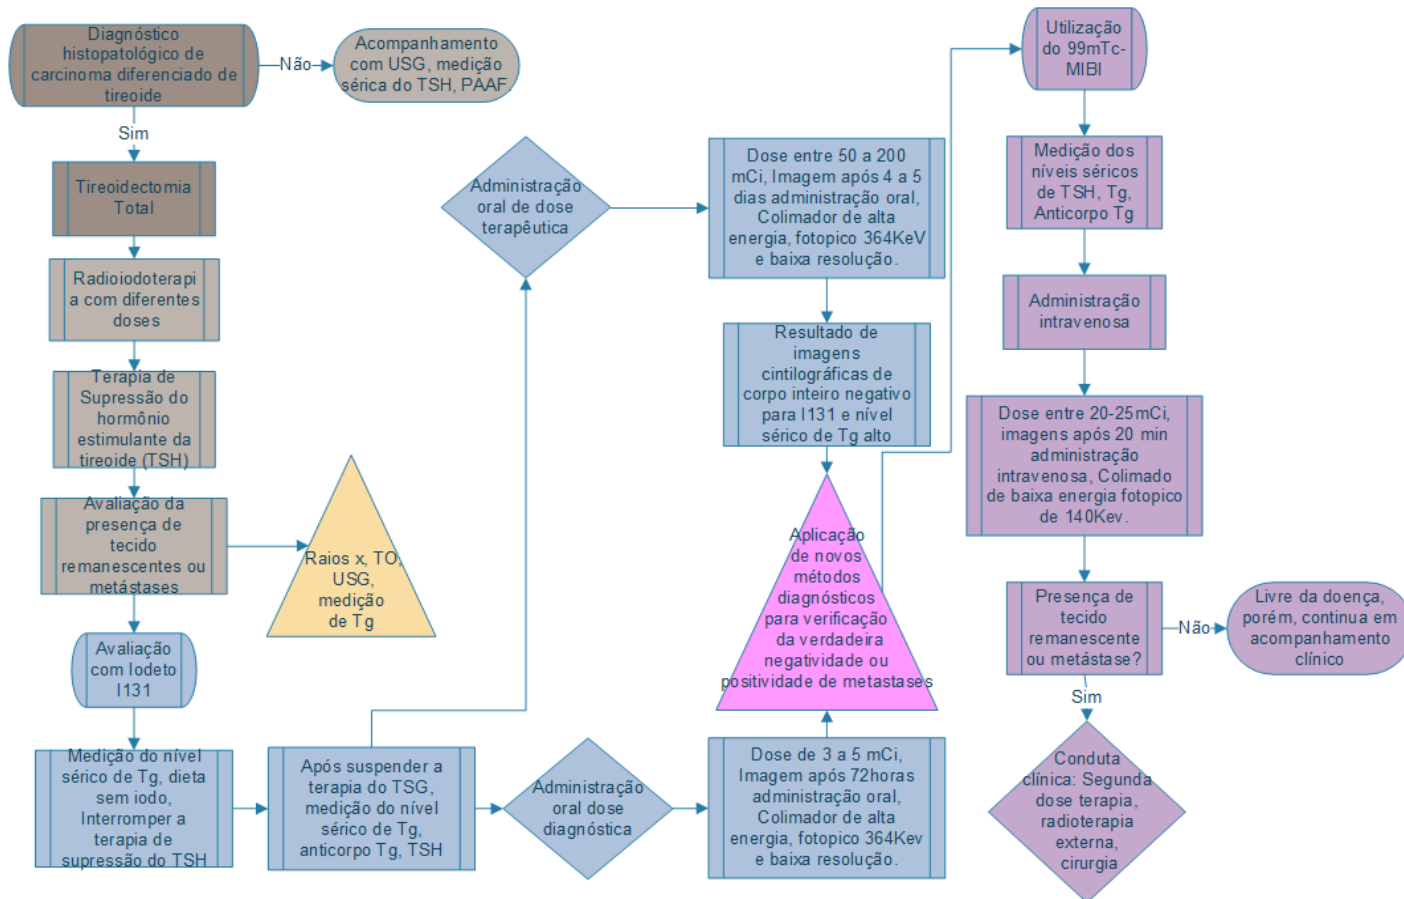 Diagnóstico
histopatológico de
carcinoma diferenciado de
tireoide
Não
Acompanhamento
com USG, medição
sérica do TSH, PAAF.
Sim
Tireoidectomia
Total
Radioiodoterapi
a com diferentes
doses
Terapia de
Supressão do
hormônio
estimulante da
tireoide (TSH)
Avaliação da
presença de
tecido
remanescentes ou
metástases
Raios x, TO,
USG,
medição
de Tg
Avaliação
com Iodeto
I131
Medição do nível
sérico de Tg, dieta
sem iodo,
Interromper a
terapia de
supressão do TSH
Após suspender a
terapia do TSG,
medição do nível
sérico de Tg,
anticorpo Tg, TSH
Administração
oral de dose
terapêutica
Dose entre 50 a 200
mCi, Imagem após 4 a 5
dias administração oral,
Colimador de alta
energia, fotopico 364KeV
e baixa resolução.
Resultado de
imagens
cintilográficas de
corpo inteiro negativo
para I131 e nível
sérico de Tg alto
Administração
oral dose
diagnóstica
Dose de 3 a 5 mCi,
Imagem após 72horas
administração oral,
Colimador de alta
energia, fotopico 364Kev
e baixa resolução.
Aplicação
de novos
métodos
diagnósticos
para verificação
da verdadeira
negatividade ou
positividade de metastases
Utilização
do 99mTc-
MIBI
Medição dos
níveis séricos
de TSH, Tg,
Anticorpo Tg
Administração
intravenosa
Dose entre 20-25mCi,
imagens após 20 min
administração
intravenosa, Colimado
de baixa energia fotopico
de 140Kev.
Presença de
tecido
remanescente
ou metástase?
Não
Livre da doença,
porém, continua em
acompanhamento
clínico
Sim
Conduta
clínica: Segunda
dose terapia,
radioterapia
externa,
cirurgia